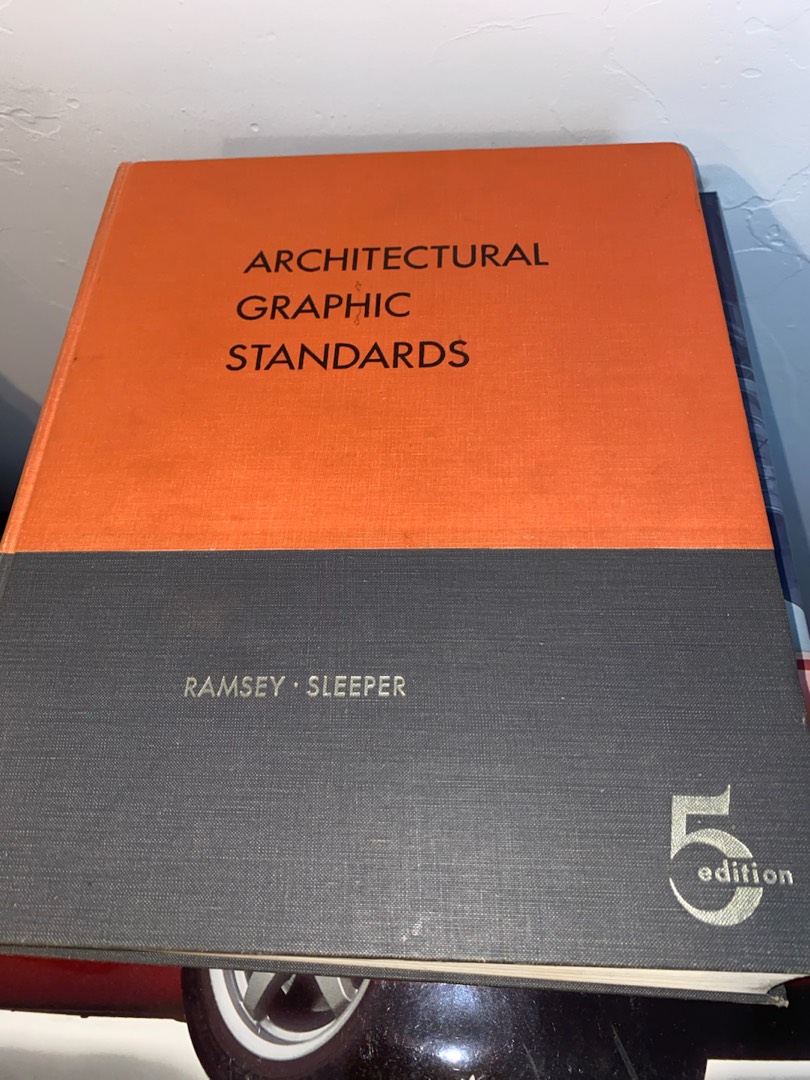 ARCHITECTURAL
GRAPHIC
STANDARDS
RAMSEY · SLEEPER
5
edition